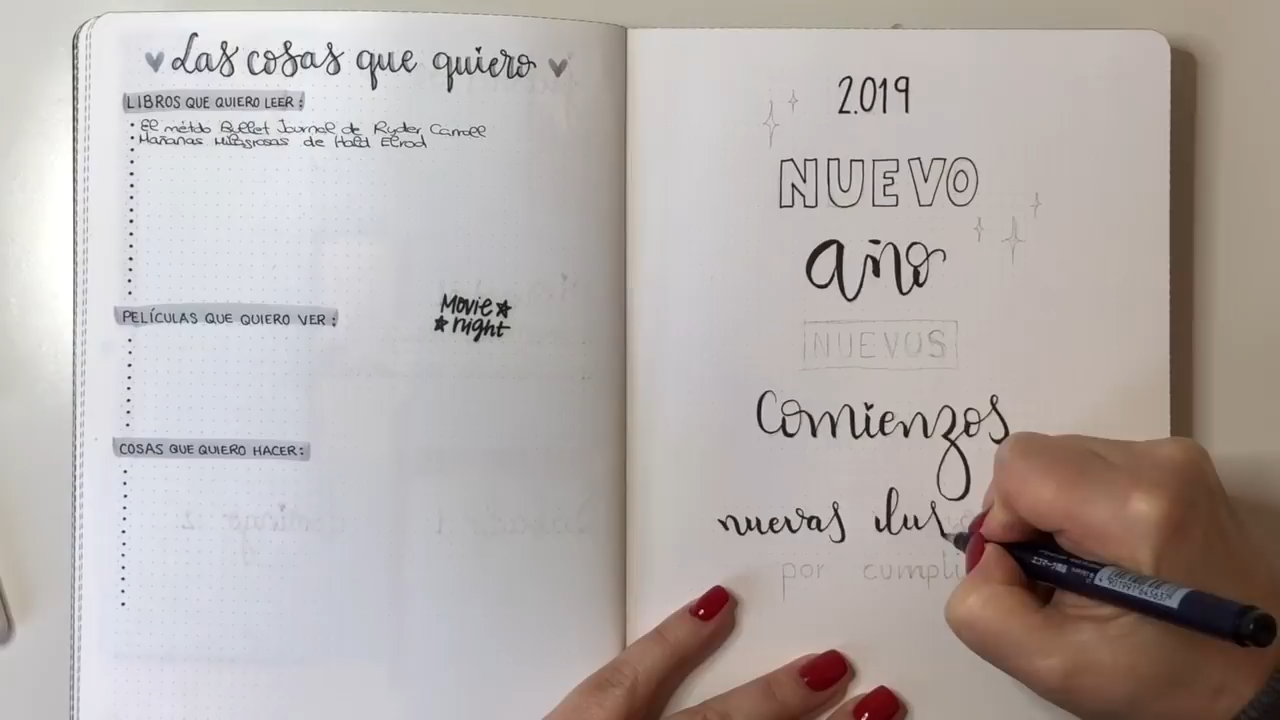 Las cosas que quiero
LIBROS QUE QUIERO LEER:
El métdo Bullet Journal de Ryder Carroll
Mañanas Milagrosas de Hald Elrod
PELÍCULAS QUE QUIERO VER:
Movie
night
COSAS QUE QUIERO HACER:
2.019
NUEVO
año
NUEVOS
Comienzos
nuevas ilus
por cumpli